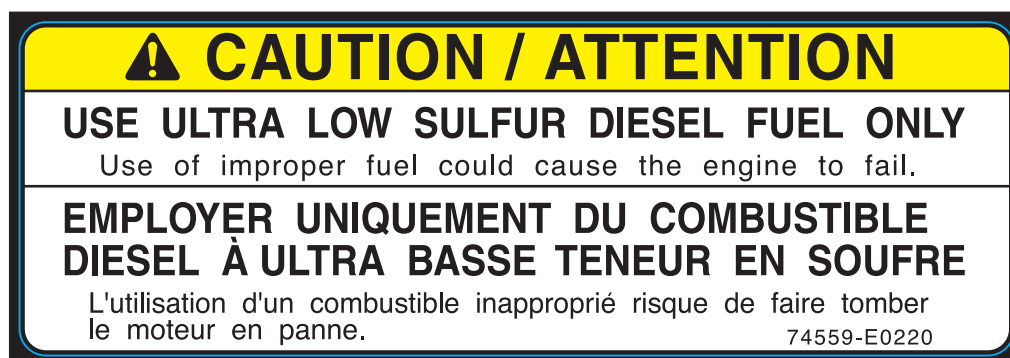 CAUTION / ATTENTION
USE ULTRA LOW SULFUR DIESEL FUEL ONLY
Use of improper fuel could cause the engine to fail.
EMPLOYER UNIQUEMENT DU COMBUSTIBLE
DIESEL À ULTRA BASSE TENEUR EN SOUFRE
L'utilisation d'un combustible inapproprié risque de faire tomber
le moteur en panne.
74559-E0220